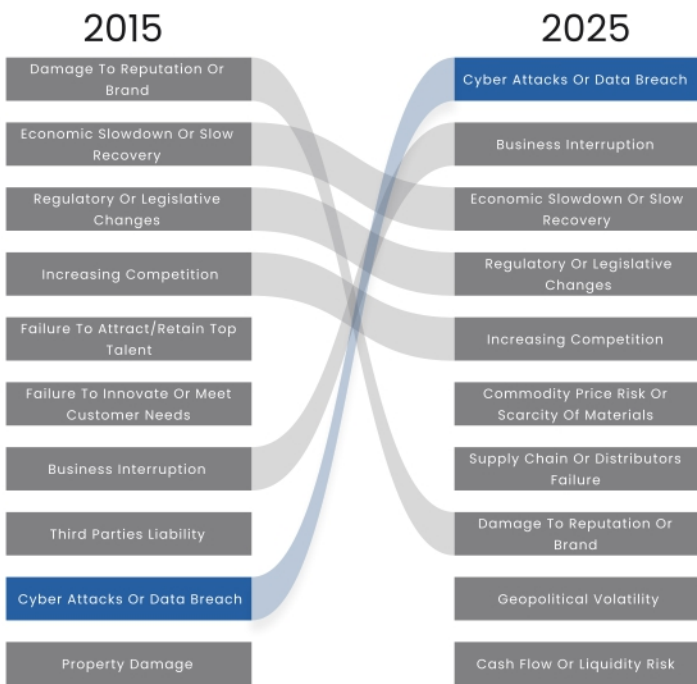 2015
Damage To Reputation Or
Brand
Economic Slowdown Or Slow
Recovery
Regulatory Or Legislative
Changes
Increasing Competition
Failure To Attract/Retain Top
Talent
Failure To Innovate Or Meet
Customer Needs
Business Interruption
Third Parties Liability
Cyber Attacks Or Data Breach
Property Damage
2025
Cyber Attacks Or Data Breach
Business Interruption
Economic Slowdown Or Slow
Recovery
Regulatory Or Legislative
Changes
Increasing Competition
Commodity Price Risk Or
Scarcity Of Materials
Supply Chain Or Distributors
Failure
Damage To Reputation Or
Brand
Geopolitical Volatility
Cash Flow Or Liquidity Risk